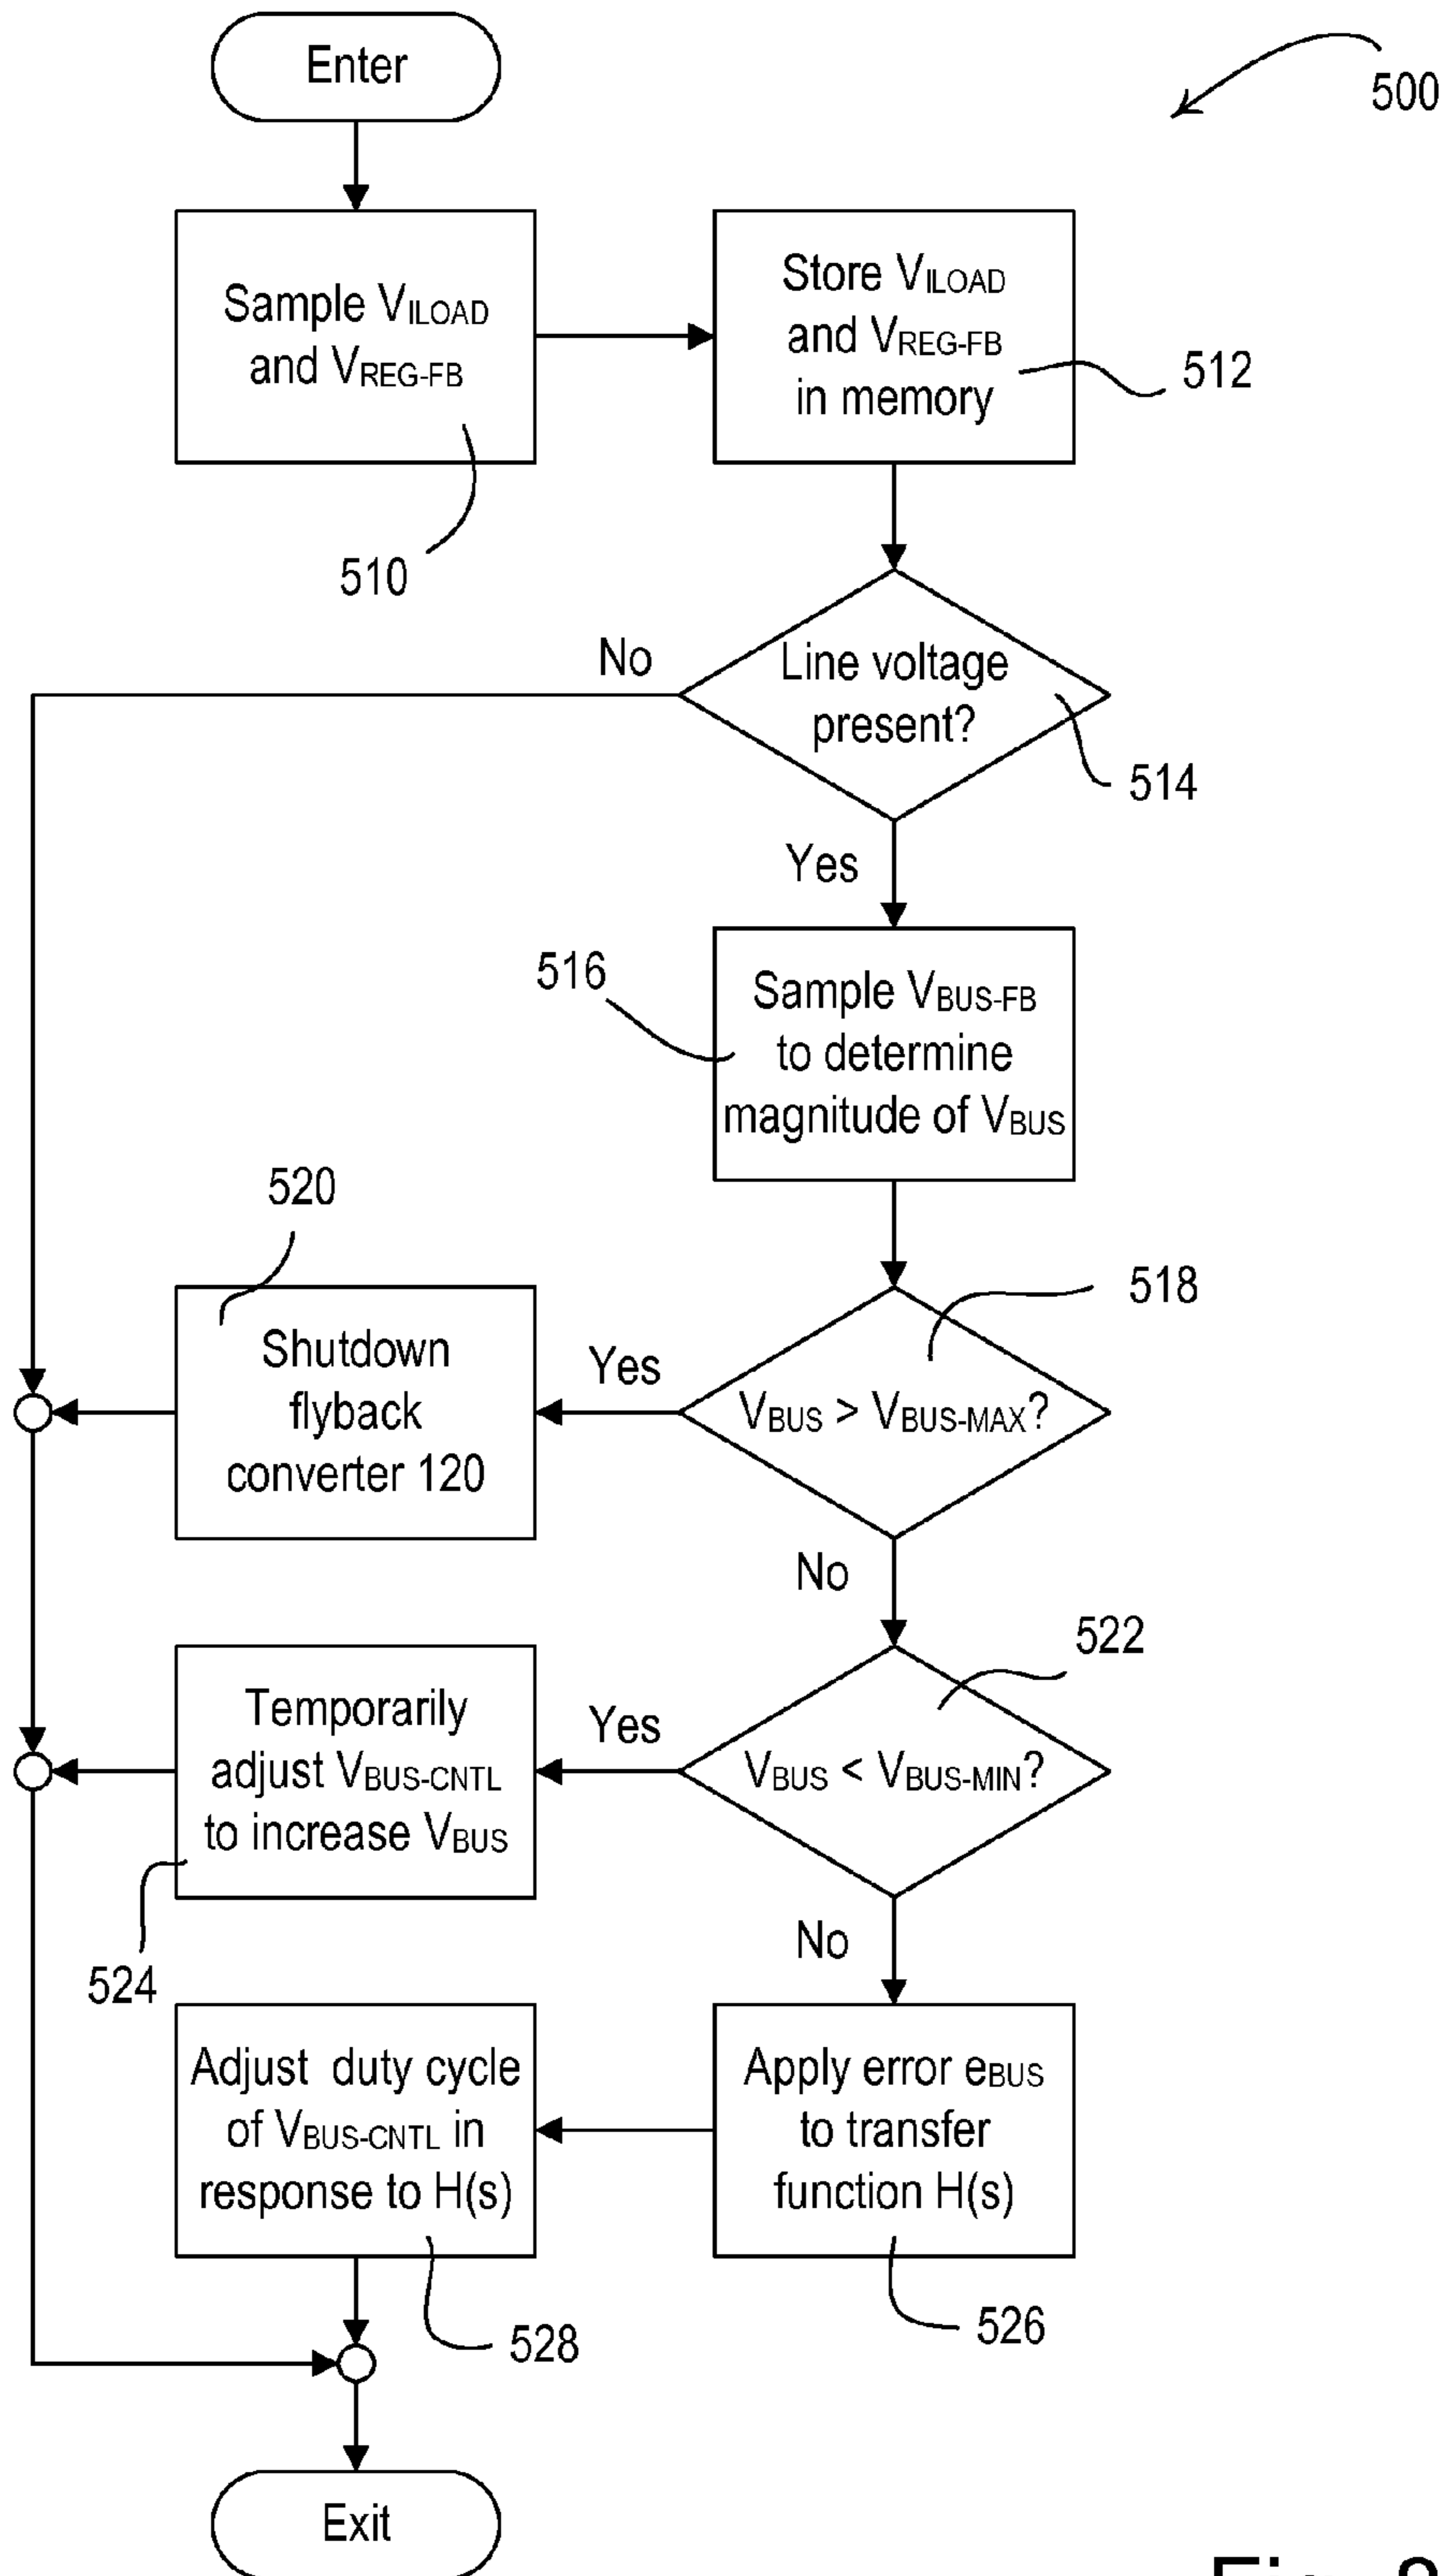 Enter
500
Sample VILOAD
and VREG-FB
510
Store VILOAD
and VREG-FB
in memory
512
Line voltage
present?
514
No
Yes
516
Sample VBUS-FB
to determine
magnitude of VBUS
520
518
Shutdown
flyback
converter 120
Yes
VBUS > VBUS-MAX?
No
522
Temporarily
adjust VBUS-CNTL
to increase VBUS
Yes
VBUS < VBUS-MIN?
524
No
Adjust duty cycle
of VBUS-CNTL in
response to H(s)
528
Apply error eBUS
to transfer
function H(s)
526
Exit